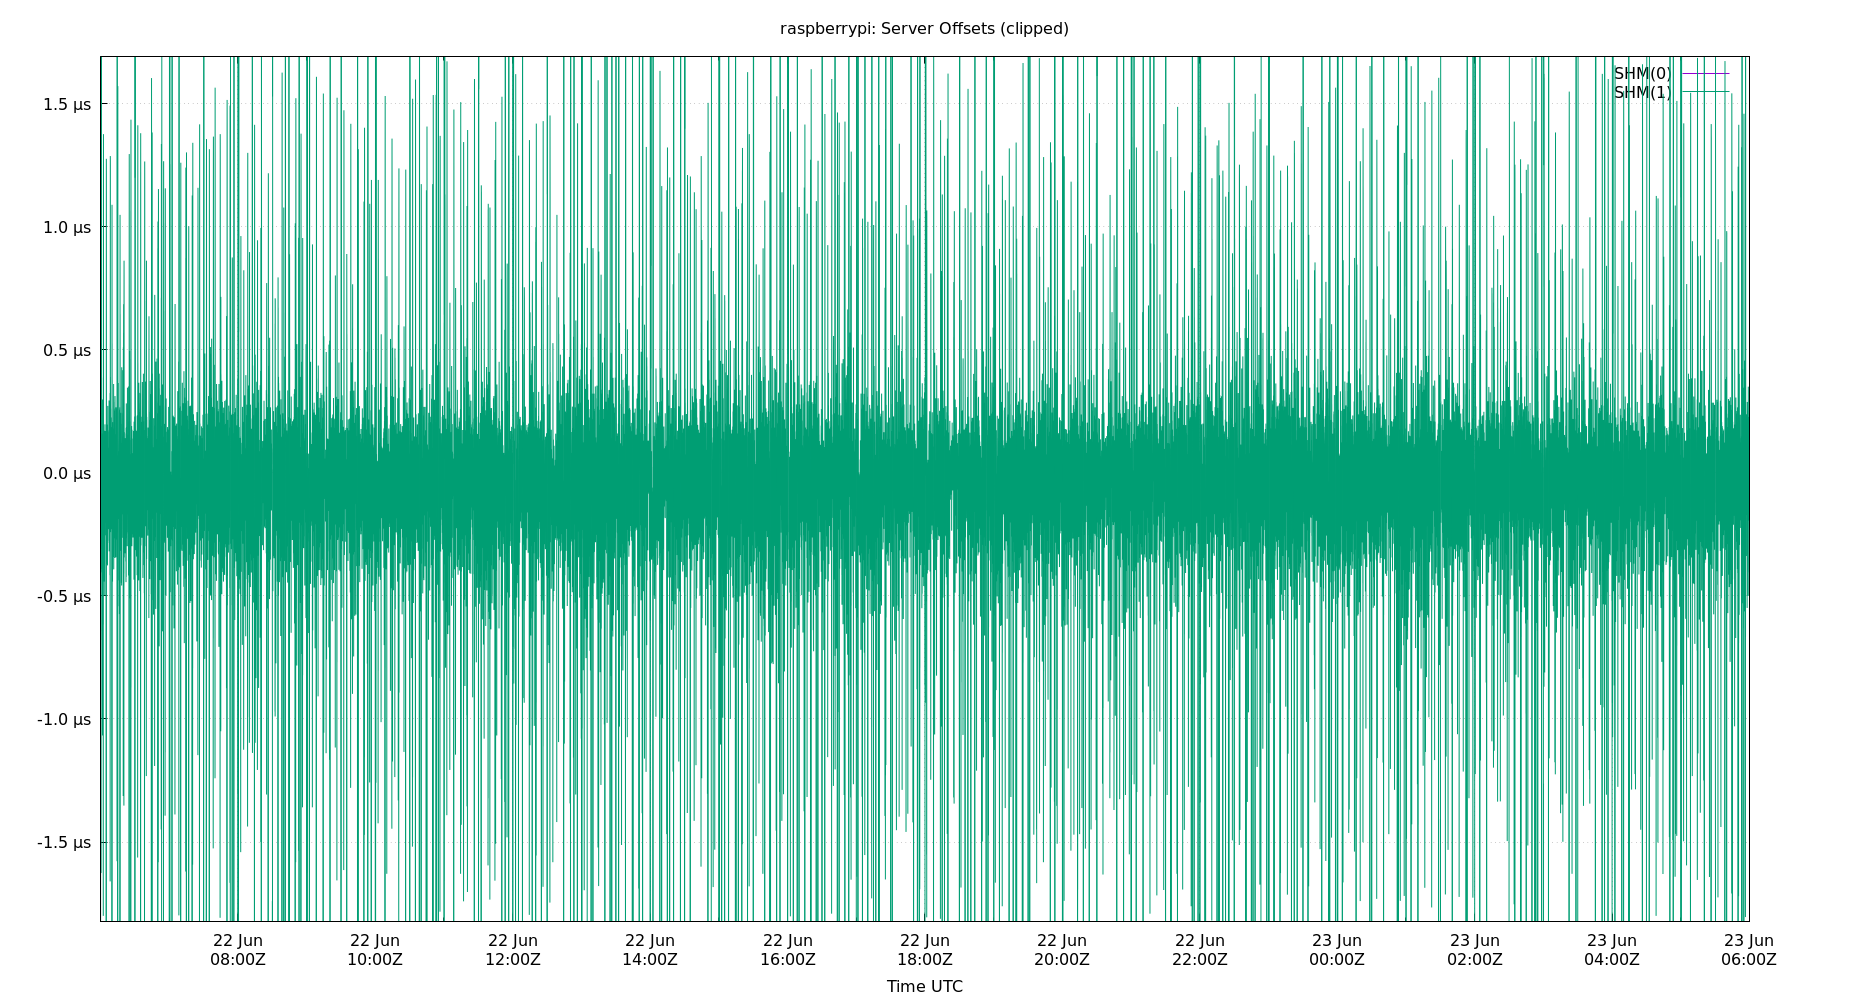 raspberrypi: Server Offsets (clipped)
SHM(0)
SHM(1)
1.5 µs
1.0 µs
0.5 µs
0.0 µs
-0.5 µs
-1.0 µs
-1.5 µs
22 Jun 22 Jun 22 Jun 22 Jun 22 Jun 22 Jun 22 Jun 22 Jun 23 Jun 23 Jun 23 Jun 23 Jun
08:00Z 10:00Z 12:00Z 14:00Z 16:00Z 18:00Z 20:00Z 22:00Z 00:00Z 02:00Z 04:00Z 06:00Z
Time UTC